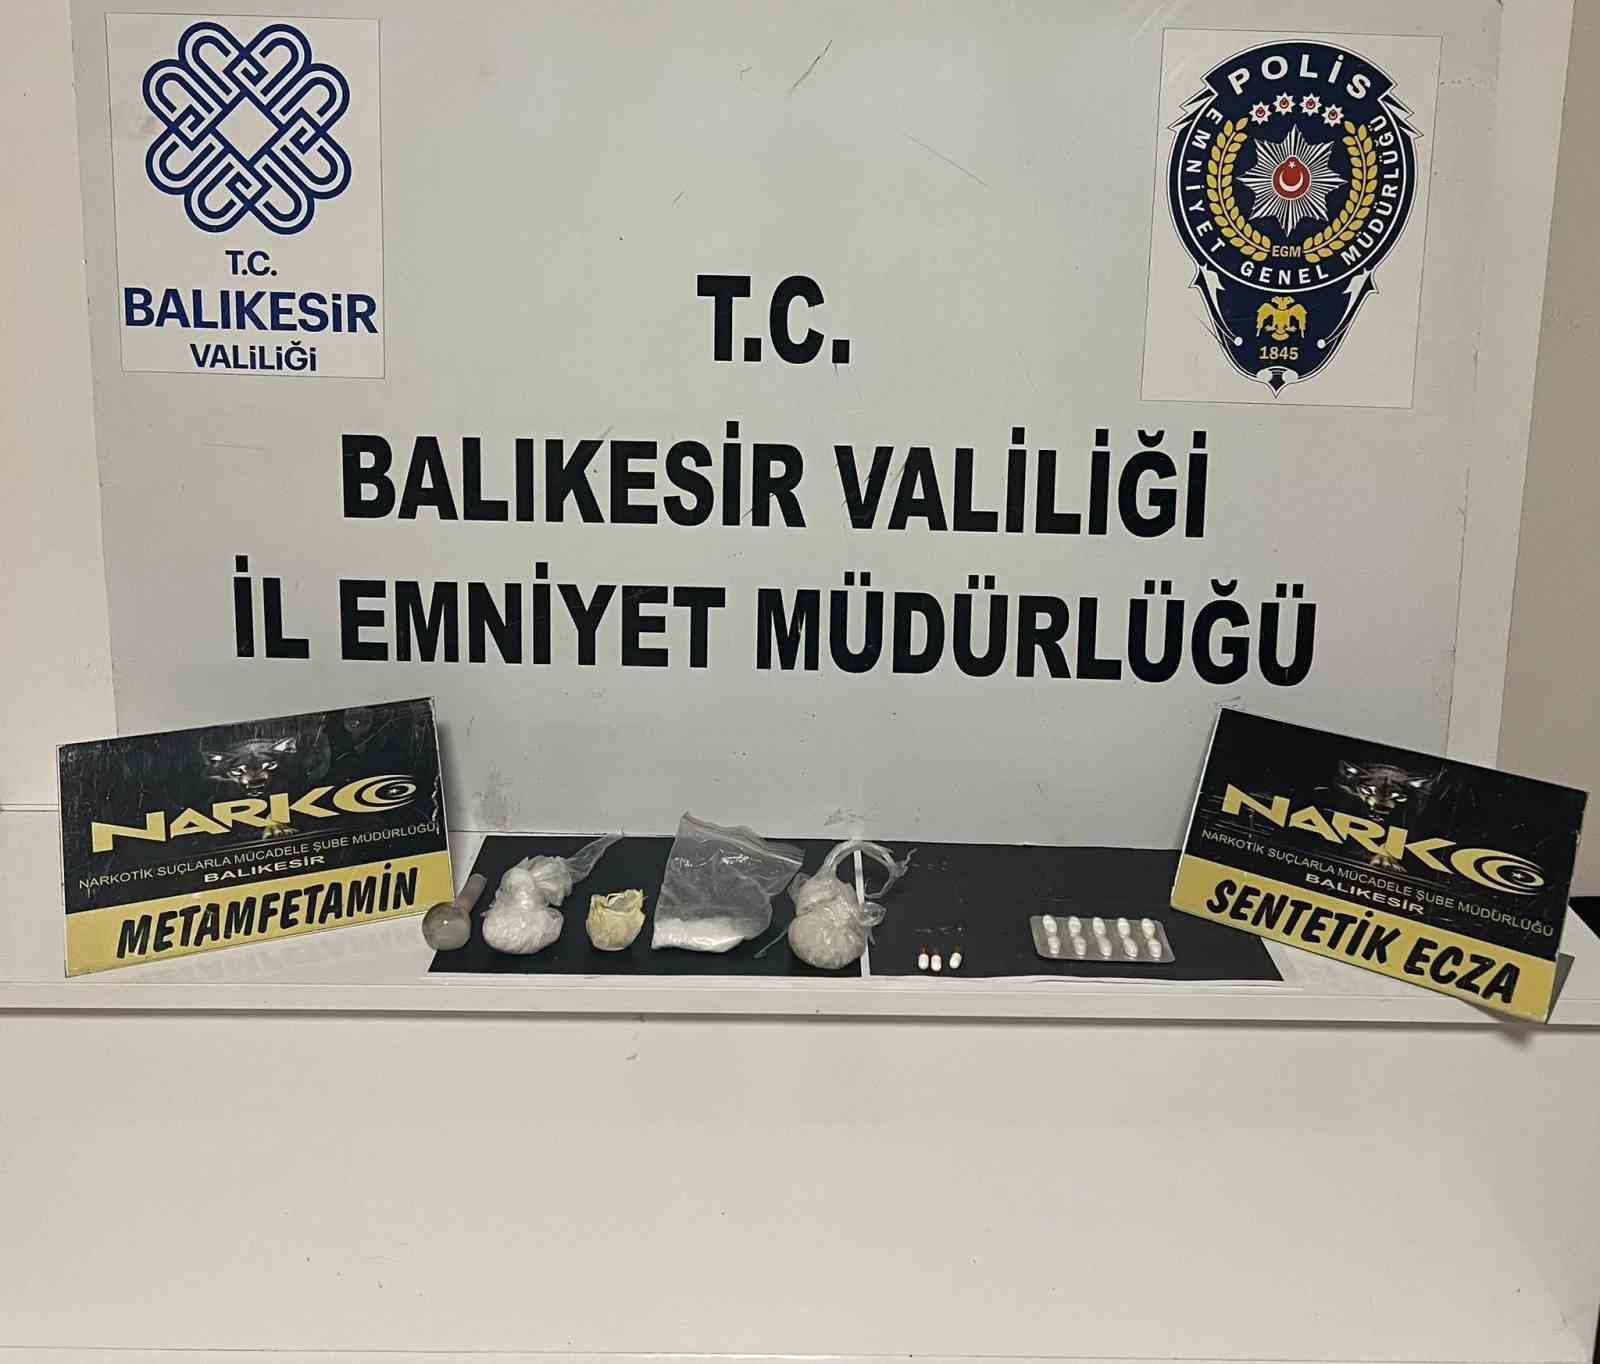 T.C.
BALIKESİR
VALİLİĞİ
POLİS
EMNİYET GENEL MÜDÜRLÜĞÜ
EGM
1845
T.C.
BALIKESİR VALİLİĞİ
İL EMNİYET MÜDÜRLÜĞÜ
NARKO
NARKOTİK SUÇLARLA MÜCADELE ŞUBE MÜDÜRLÜĞÜ
BALIKESİR
METAMFETAMİN
NARKO
NARKOTİK SUÇLARLA MÜCADELE ŞUBE MÜDÜRLÜĞÜ
BALIKESİR
SENTETİK ECZA